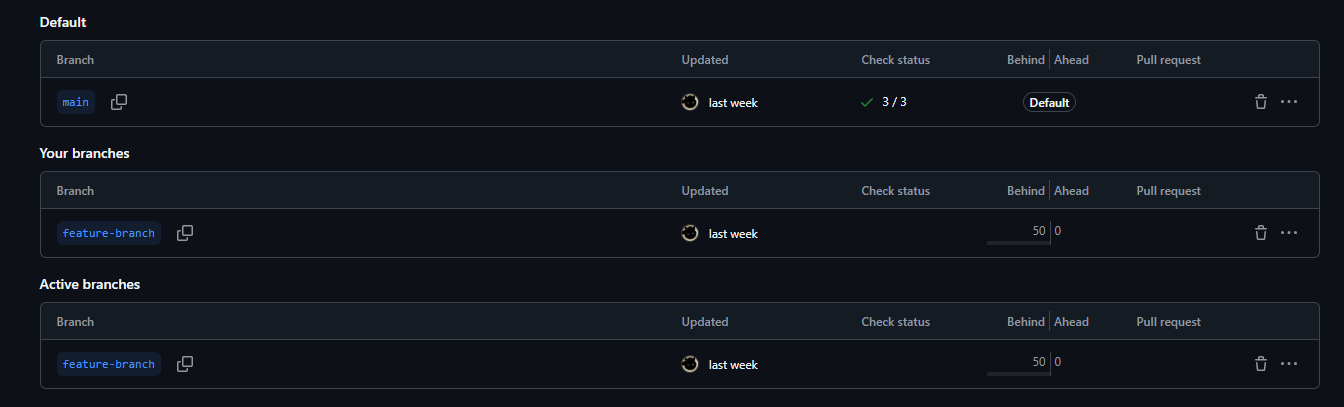 Default
Branch Updated Check status Behind Ahead Pull request
main last week 3 / 3 Default
Your branches
Branch Updated Check status Behind Ahead Pull request
feature-branch last week 50 0
Active branches
Branch Updated Check status Behind Ahead Pull request
feature-branch last week 50 0